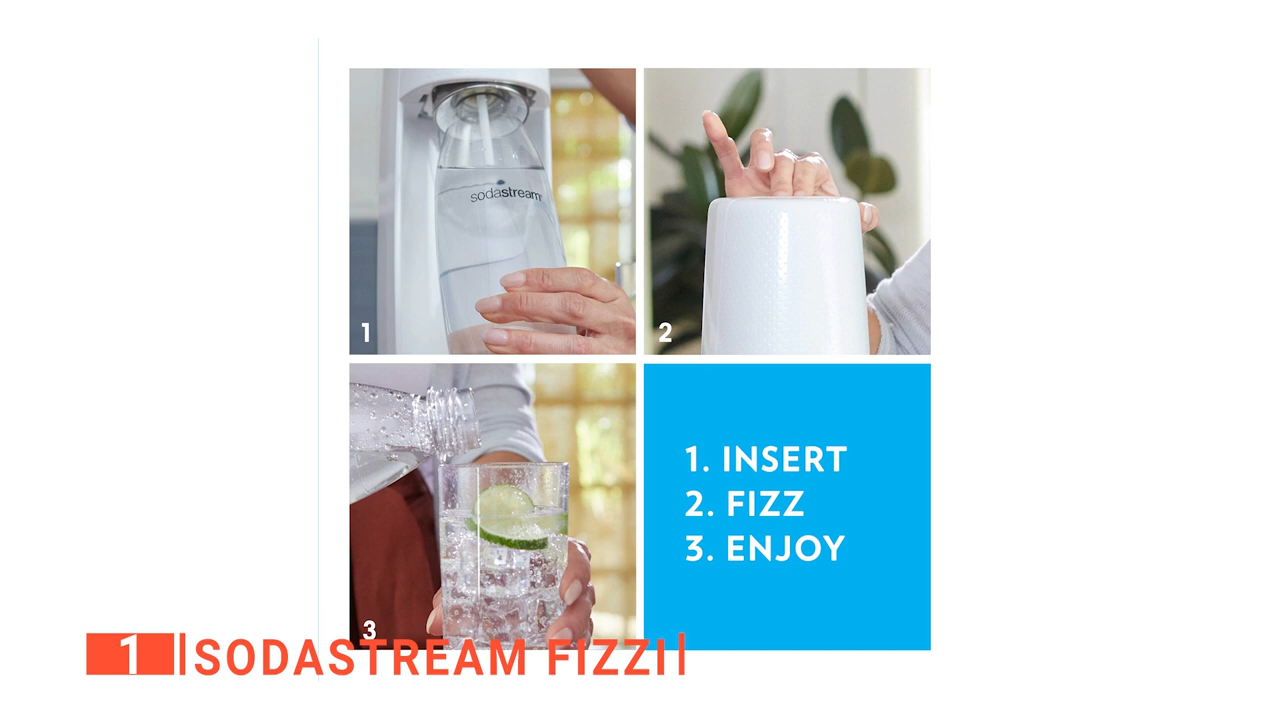 sodastream
1
2
3
1. INSERT
2. FIZZ
3. ENJOY
1 SODASTREAM FIZZI